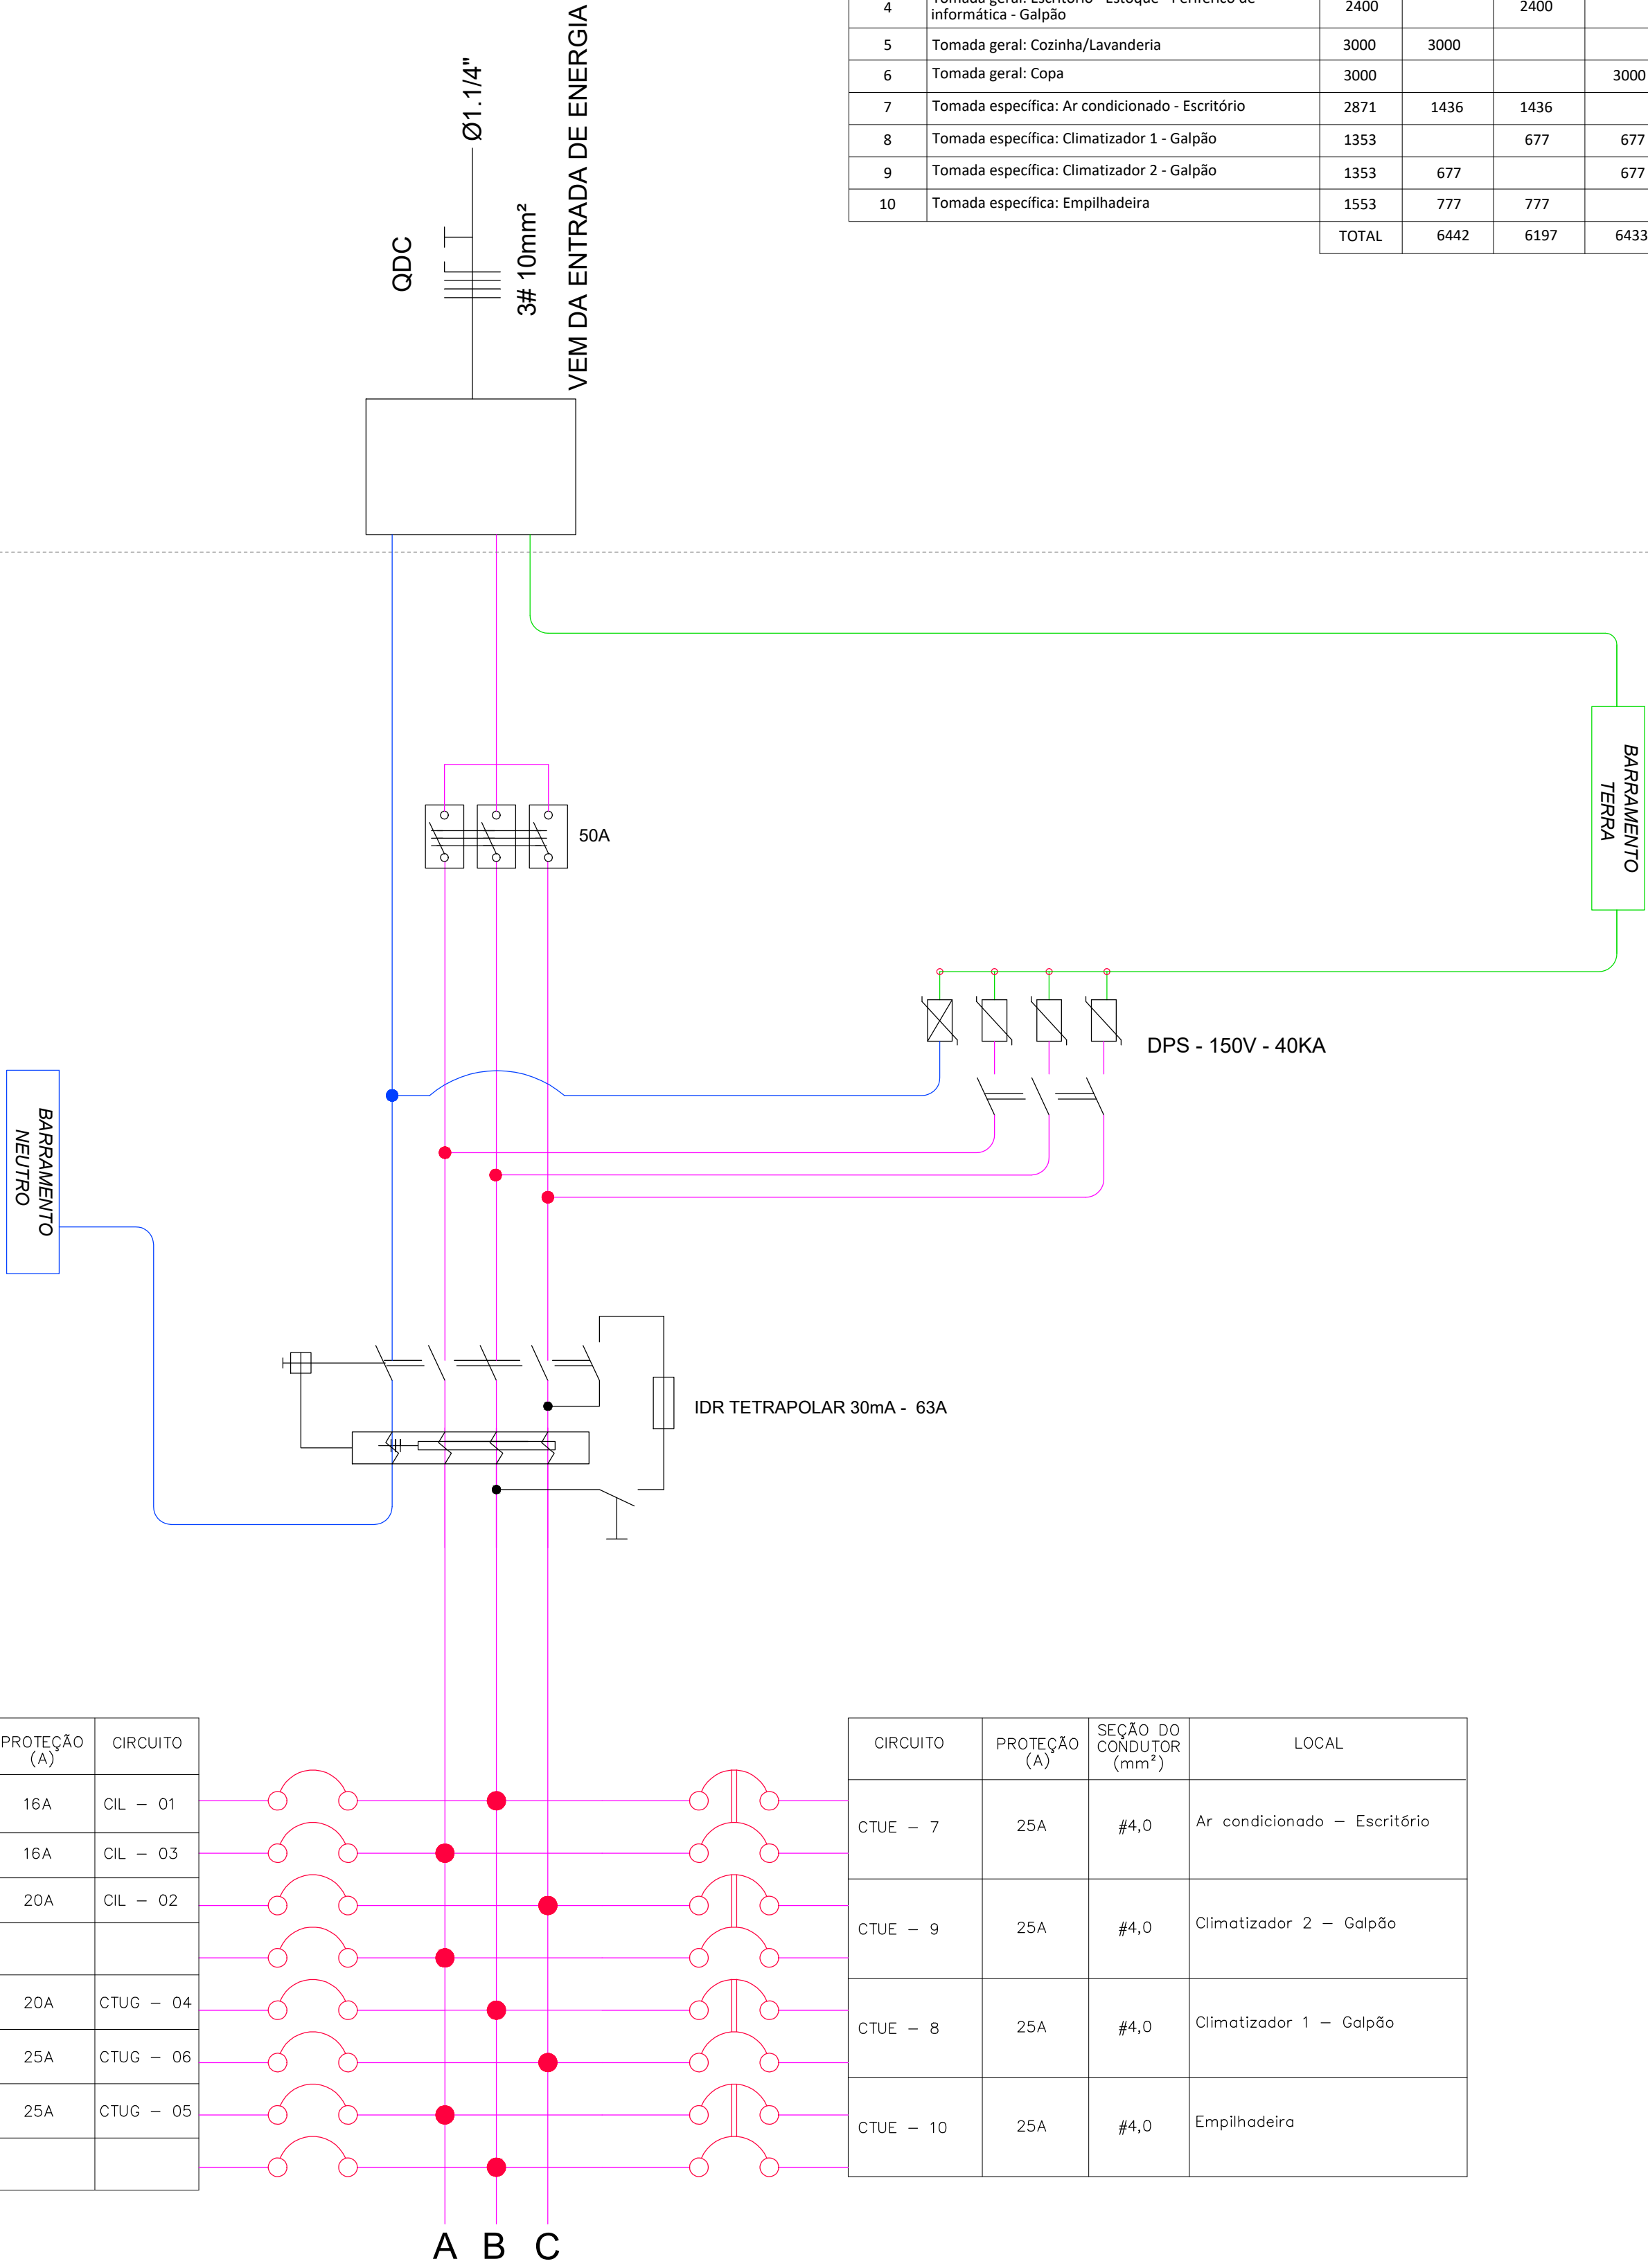 4 Tomada geral: Escritório - Estoque - Periférico de informática - Galpão 2400 2400
5 Tomada geral: Cozinha/Lavanderia 3000 3000
6 Tomada geral: Copa 3000 3000
7 Tomada específica: Ar condicionado - Escritório 2871 1436 1436
8 Tomada específica: Climatizador 1 - Galpão 1353 677 677
9 Tomada específica: Climatizador 2 - Galpão 1353 677 677
10 Tomada específica: Empilhadeira 1553 777 777
TOTAL 6442 6197 6433
Ø1.1/4"
QDC
3# 10mm²
VEM DA ENTRADA DE ENERGIA
50A
BARRAMENTO
TERRA
DPS - 150V - 40KA
BARRAMENTO
NEUTRO
IDR TETRAPOLAR 30mA - 63A
PROTEÇÃO (A) CIRCUITO
16A CIL - 01
16A CIL - 03
20A CIL - 02
20A CTUG - 04
25A CTUG - 06
25A CTUG - 05
CIRCUITO PROTEÇÃO (A) SEÇÃO DO CONDUTOR (mm²) LOCAL
CTUE - 7 25A #4,0 Ar condicionado - Escritório
CTUE - 9 25A #4,0 Climatizador 2 - Galpão
CTUE - 8 25A #4,0 Climatizador 1 - Galpão
CTUE - 10 25A #4,0 Empilhadeira
A B C